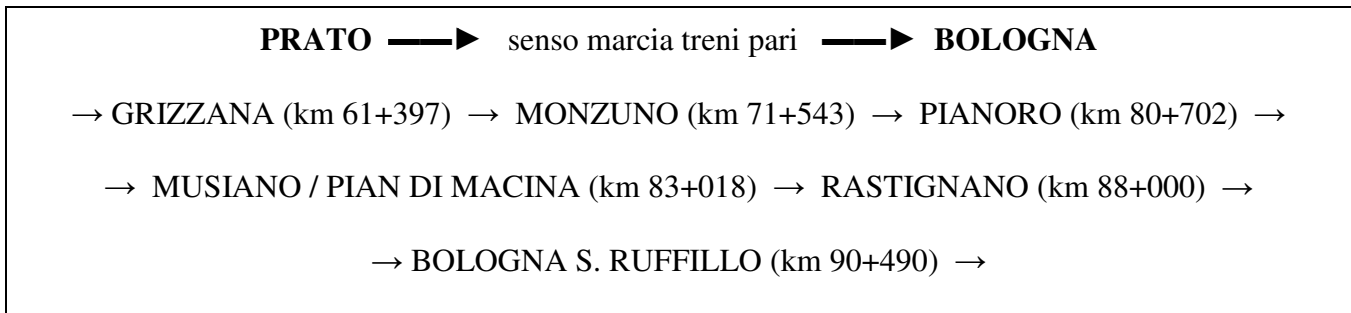 PRATO ▬▬► senso marcia treni pari ▬▬► BOLOGNA
→ GRIZZANA (km 61+397) → MONZUNO (km 71+543) → PIANORO (km 80+702) →
→ MUSIANO / PIAN DI MACINA (km 83+018) → RASTIGNANO (km 88+000) →
→ BOLOGNA S. RUFFILLO (km 90+490) →